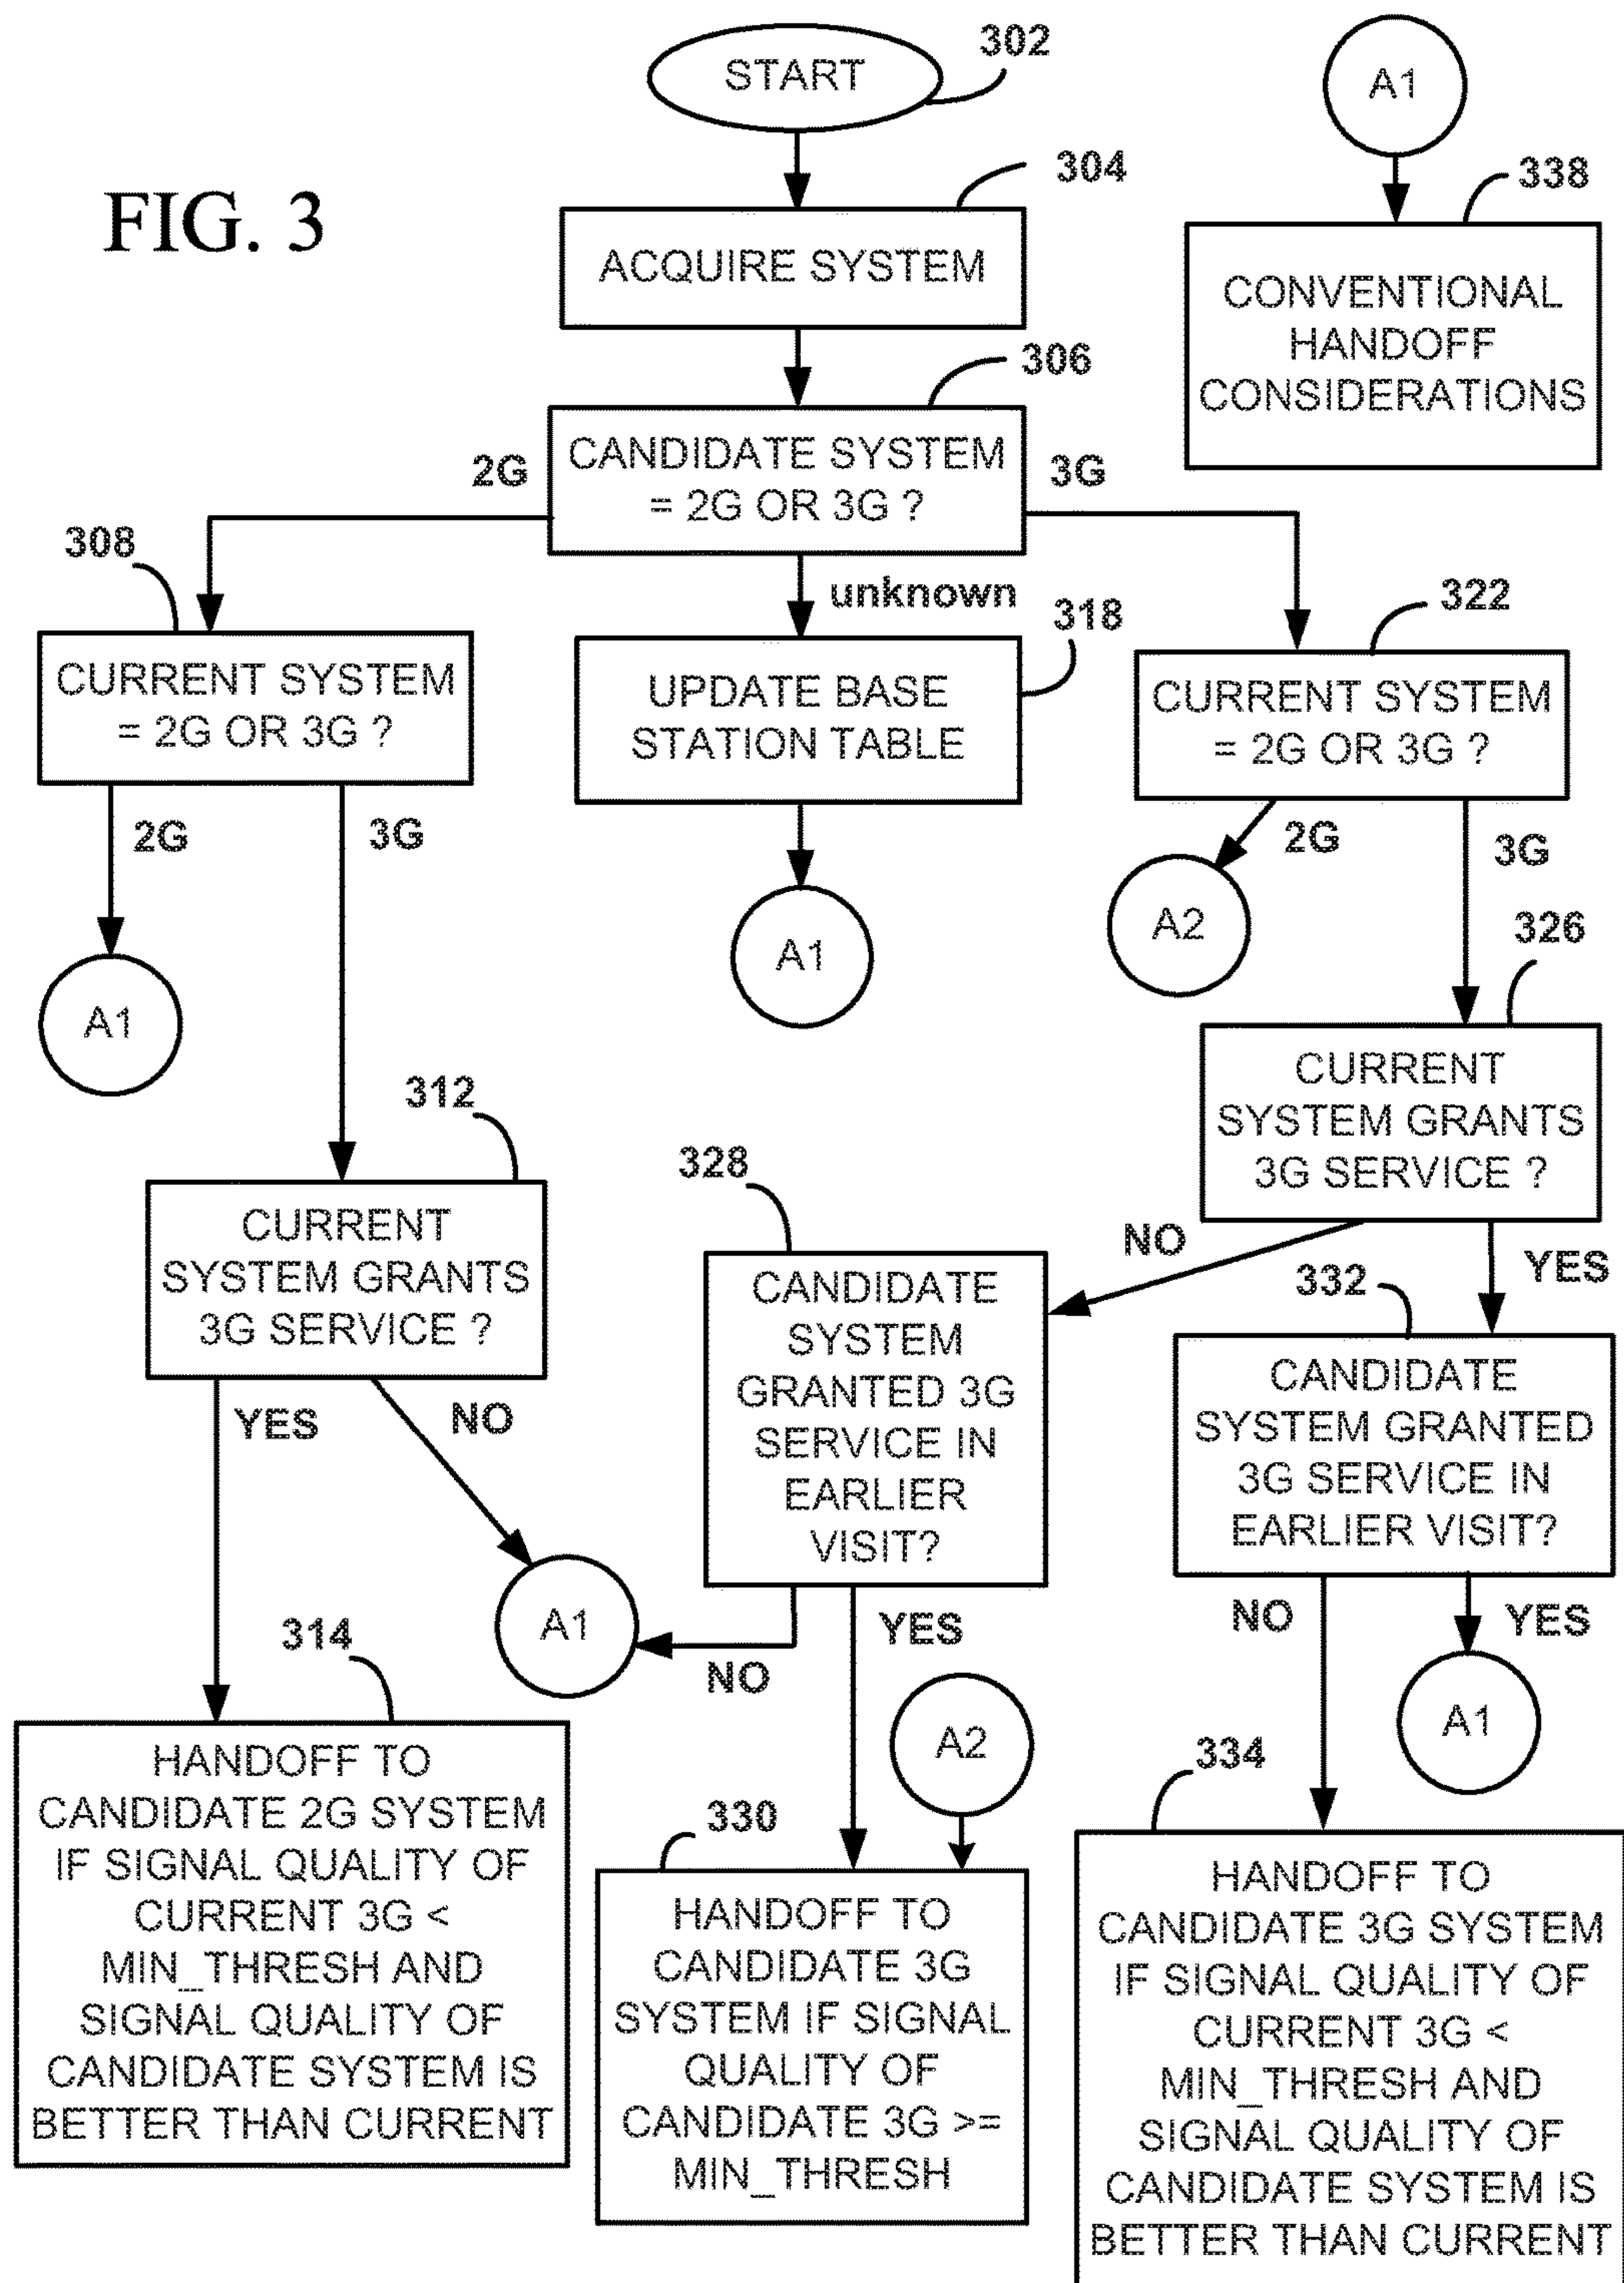 FIG. 3
START
302
304
ACQUIRE SYSTEM
306
CANDIDATE SYSTEM
= 2G OR 3G ?
2G
3G
unknown
A1
338
CONVENTIONAL
HANDOFF
CONSIDERATIONS
308
CURRENT SYSTEM
= 2G OR 3G ?
2G
3G
A1
318
UPDATE BASE
STATION TABLE
A1
322
CURRENT SYSTEM
= 2G OR 3G ?
2G
3G
A2
326
CURRENT
SYSTEM GRANTS
3G SERVICE ?
NO
YES
312
CURRENT
SYSTEM GRANTS
3G SERVICE ?
YES
NO
A1
328
CANDIDATE
SYSTEM
GRANTED 3G
SERVICE IN
EARLIER
VISIT?
NO
YES
332
CANDIDATE
SYSTEM GRANTED
3G SERVICE IN
EARLIER VISIT?
NO
YES
A1
314
HANDOFF TO
CANDIDATE 2G SYSTEM
IF SIGNAL QUALITY OF
CURRENT 3G <
MIN_THRESH AND
SIGNAL QUALITY OF
CANDIDATE SYSTEM IS
BETTER THAN CURRENT
A2
330
HANDOFF TO
CANDIDATE 3G
SYSTEM IF SIGNAL
QUALITY OF
CANDIDATE 3G >=
MIN_THRESH
334
HANDOFF TO
CANDIDATE 3G SYSTEM
IF SIGNAL QUALITY OF
CURRENT 3G <
MIN_THRESH AND
SIGNAL QUALITY OF
CANDIDATE SYSTEM IS
BETTER THAN CURRENT